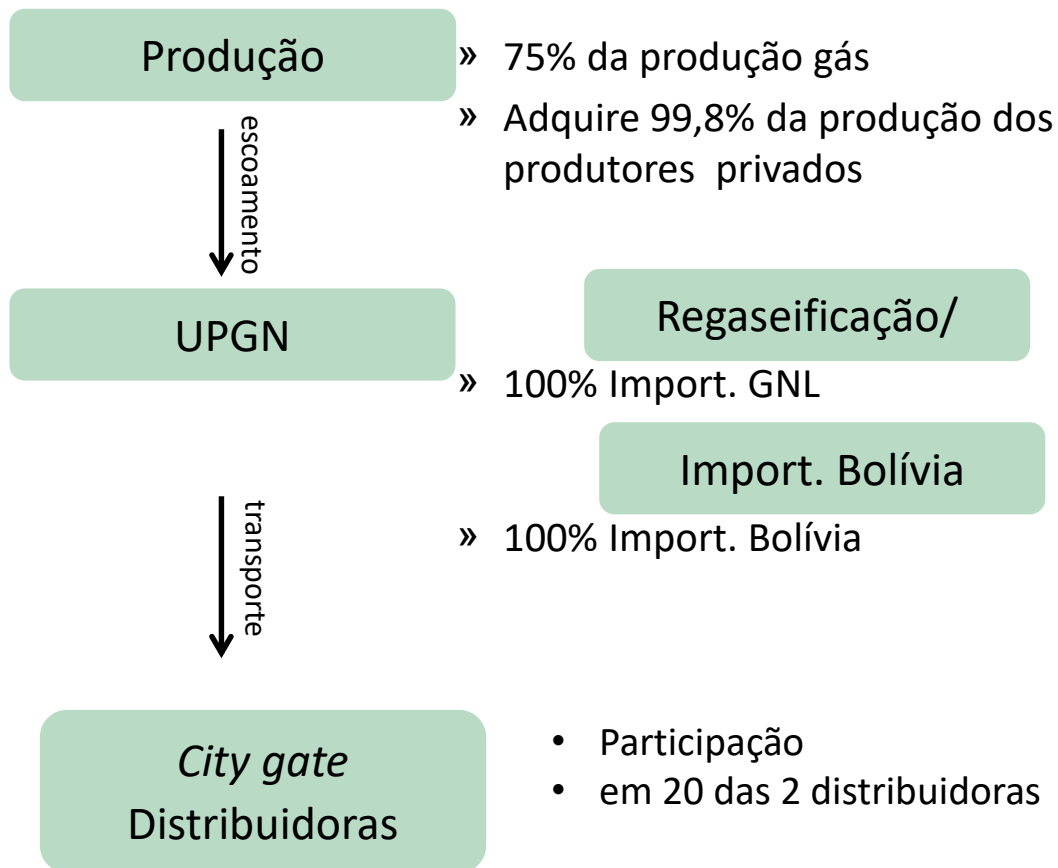 Produção
» 75% da produção gás
» Adquire 99,8% da produção dos
produtores privados
escoamento
UPGN
Regaseificação/
» 100% Import. GNL
Import. Bolívia
» 100% Import. Bolívia
transporte
City gate
Distribuidoras
• Participação
• em 20 das 2 distribuidoras